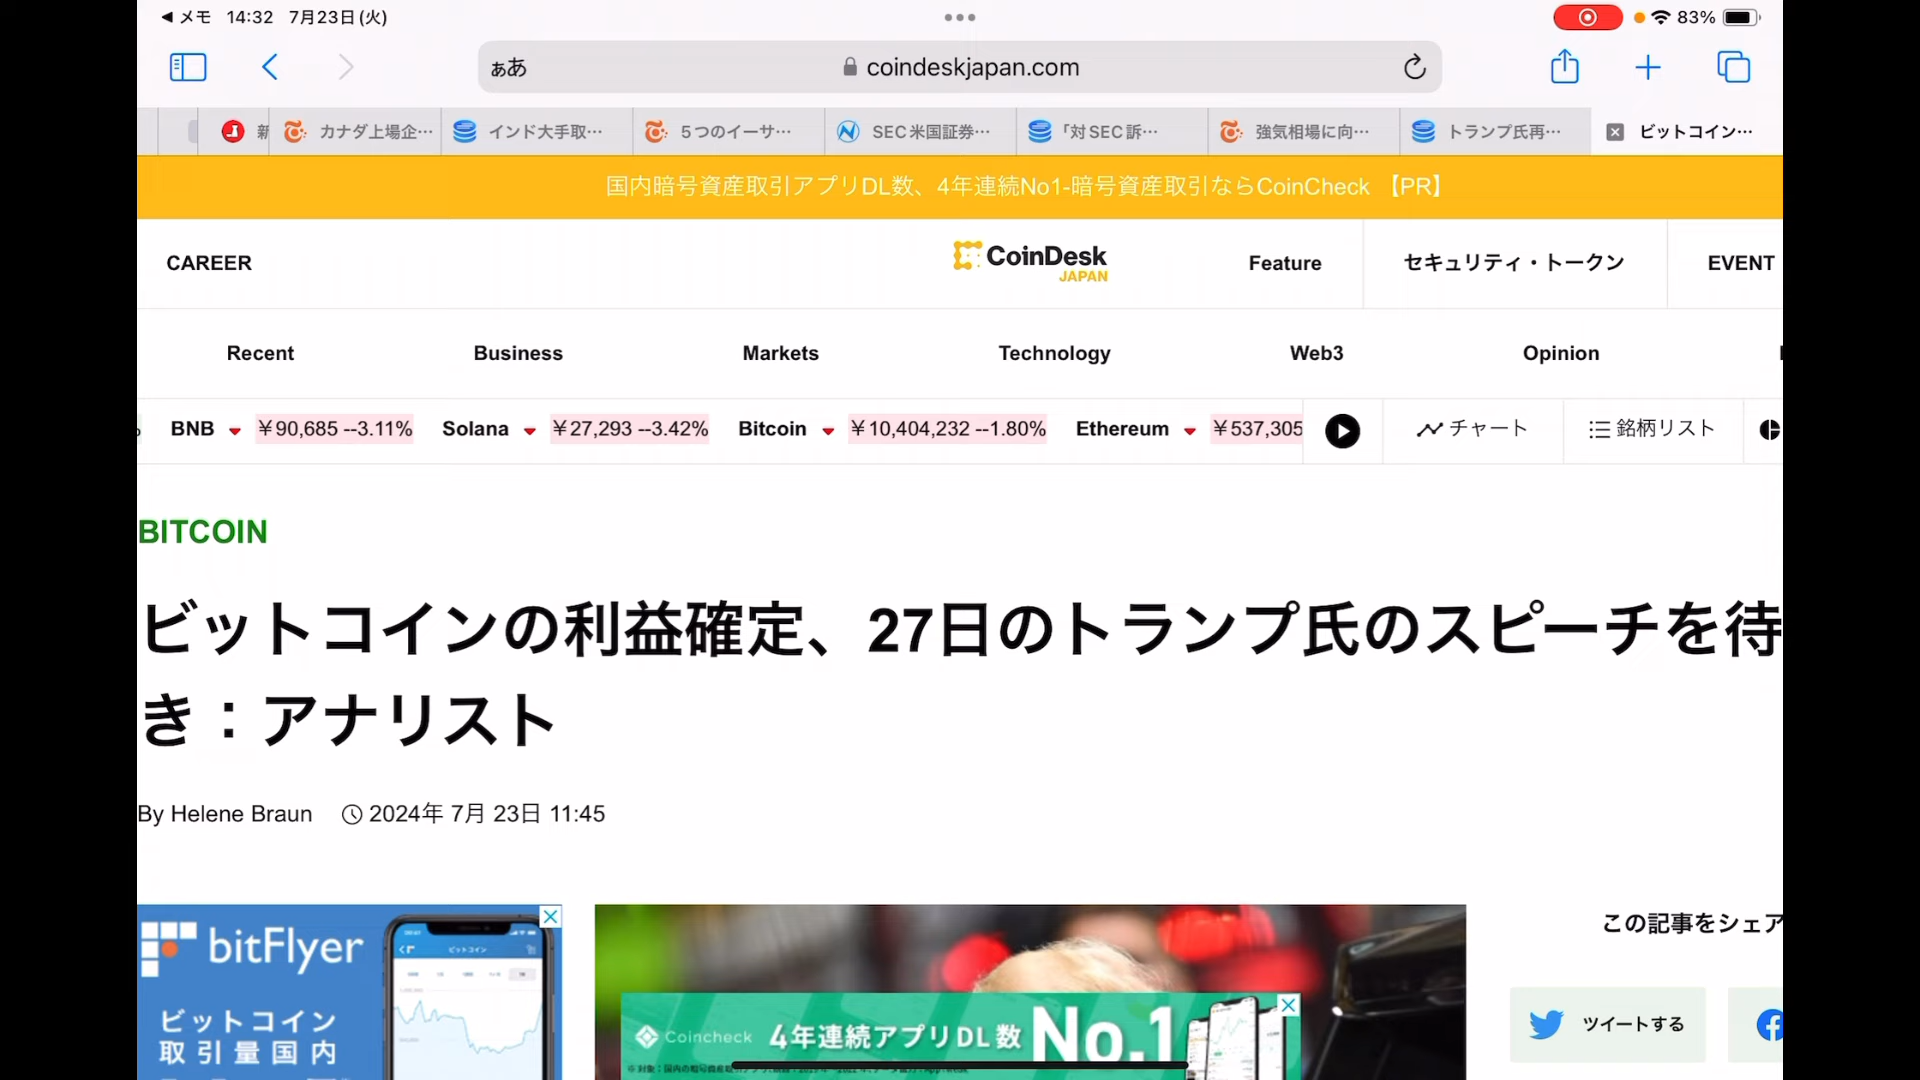 メモ 14:32 7月23日(火)
83%
ぁあ
coindeskjapan.com
新
カナダ上場企…
インド大手取…
5つのイーサ…
SEC米国証券…
「対SEC訴…
強気相場に向…
トランプ氏再…
ビットコイン…
国内暗号資産取引アプリDL数、4年連続No1-暗号資産取引ならCoinCheck 【PR】
CAREER
CoinDesk
JAPAN
Feature
セキュリティ・トークン
EVENT
Recent
Business
Markets
Technology
Web3
Opinion
BNB ¥90,685 --3.11%
Solana ¥27,293 --3.42%
Bitcoin ¥10,404,232 --1.80%
Ethereum ¥537,305
チャート
銘柄リスト
BITCOIN
ビットコインの利益確定、27日のトランプ氏のスピーチを待
き：アナリスト
By Helene Braun 2024年 7月 23日 11:45
bitFlyer
ビットコイン
取引量国内
ビットコイン
この記事をシェア
ツイートする
Coincheck 4年連続アプリDL数 No.1